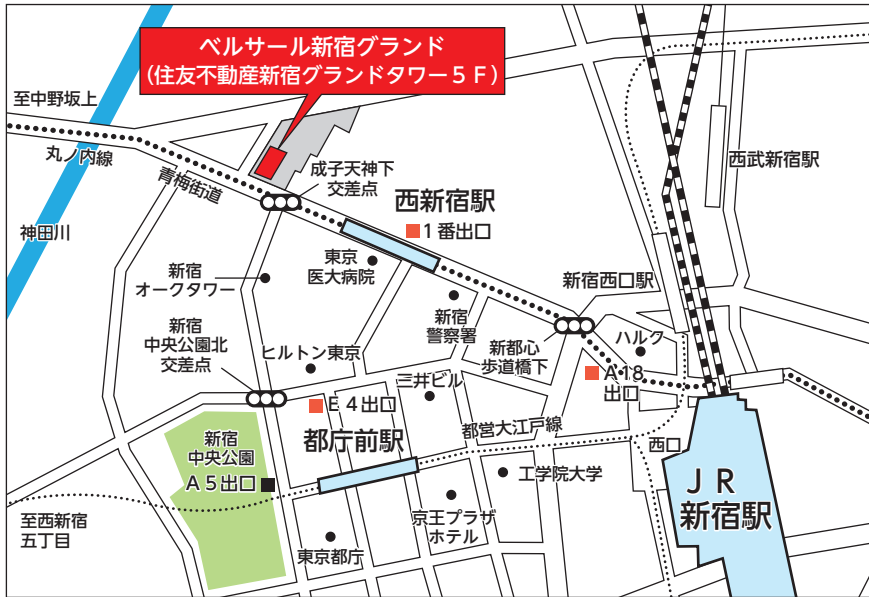 ベルサール新宿グランド
(住友不動産新宿グランドタワー５Ｆ)
至中野坂上
丸ノ内線
青梅街道
神田川
成子天神下
交差点
西新宿駅
1番出口
西武新宿駅
東京
医大病院
新宿
オークタワー
新宿西口駅
新宿
警察署
新都心
歩道橋下
ハルク
新宿
中央公園北
交差点
ヒルトン東京
三井ビル
A18
出口
E４出口
都庁前駅
都営大江戸線
西口
新宿
中央公園
A５出口
工学院大学
ＪＲ
新宿駅
京王プラザ
ホテル
至西新宿
五丁目
東京都庁